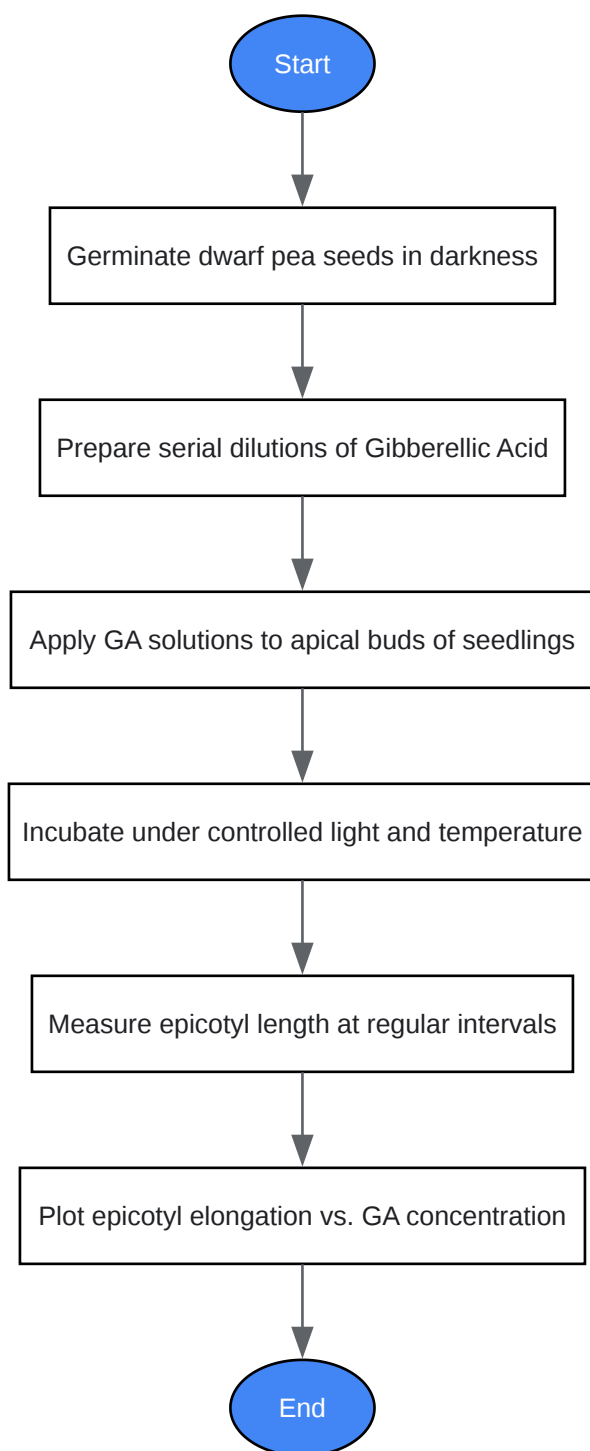 Start
Germinate dwarf pea seeds in darkness
Prepare serial dilutions of Gibberellic Acid
Apply GA solutions to apical buds of seedlings
Incubate under controlled light and temperature
Measure epicotyl length at regular intervals
Plot epicotyl elongation vs. GA concentration
End